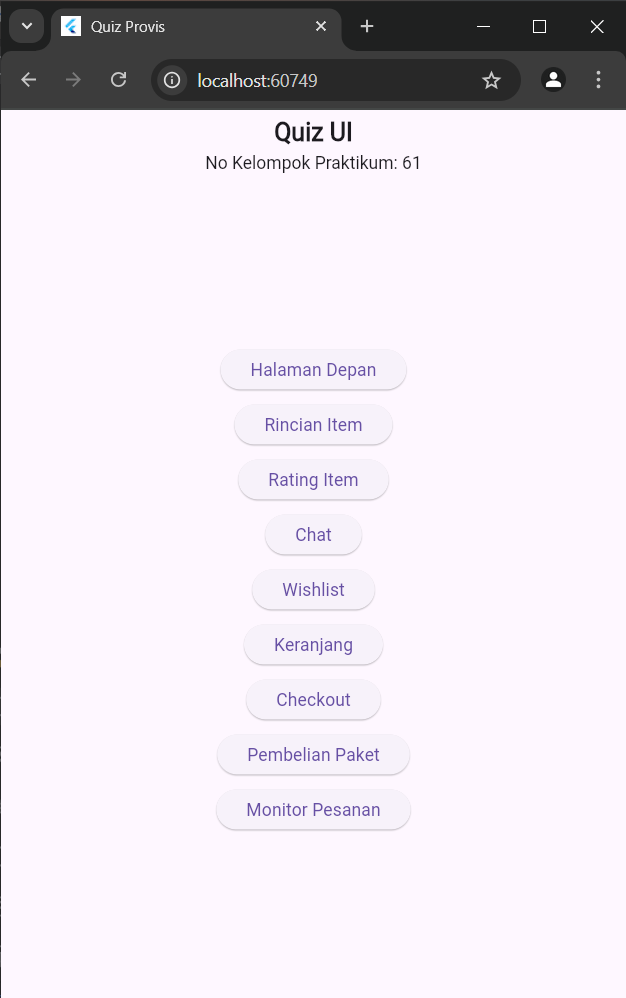 Quiz Provis
localhost:60749
Quiz UI
No Kelompok Praktikum: 61
Halaman Depan
Rincian Item
Rating Item
Chat
Wishlist
Keranjang
Checkout
Pembelian Paket
Monitor Pesanan